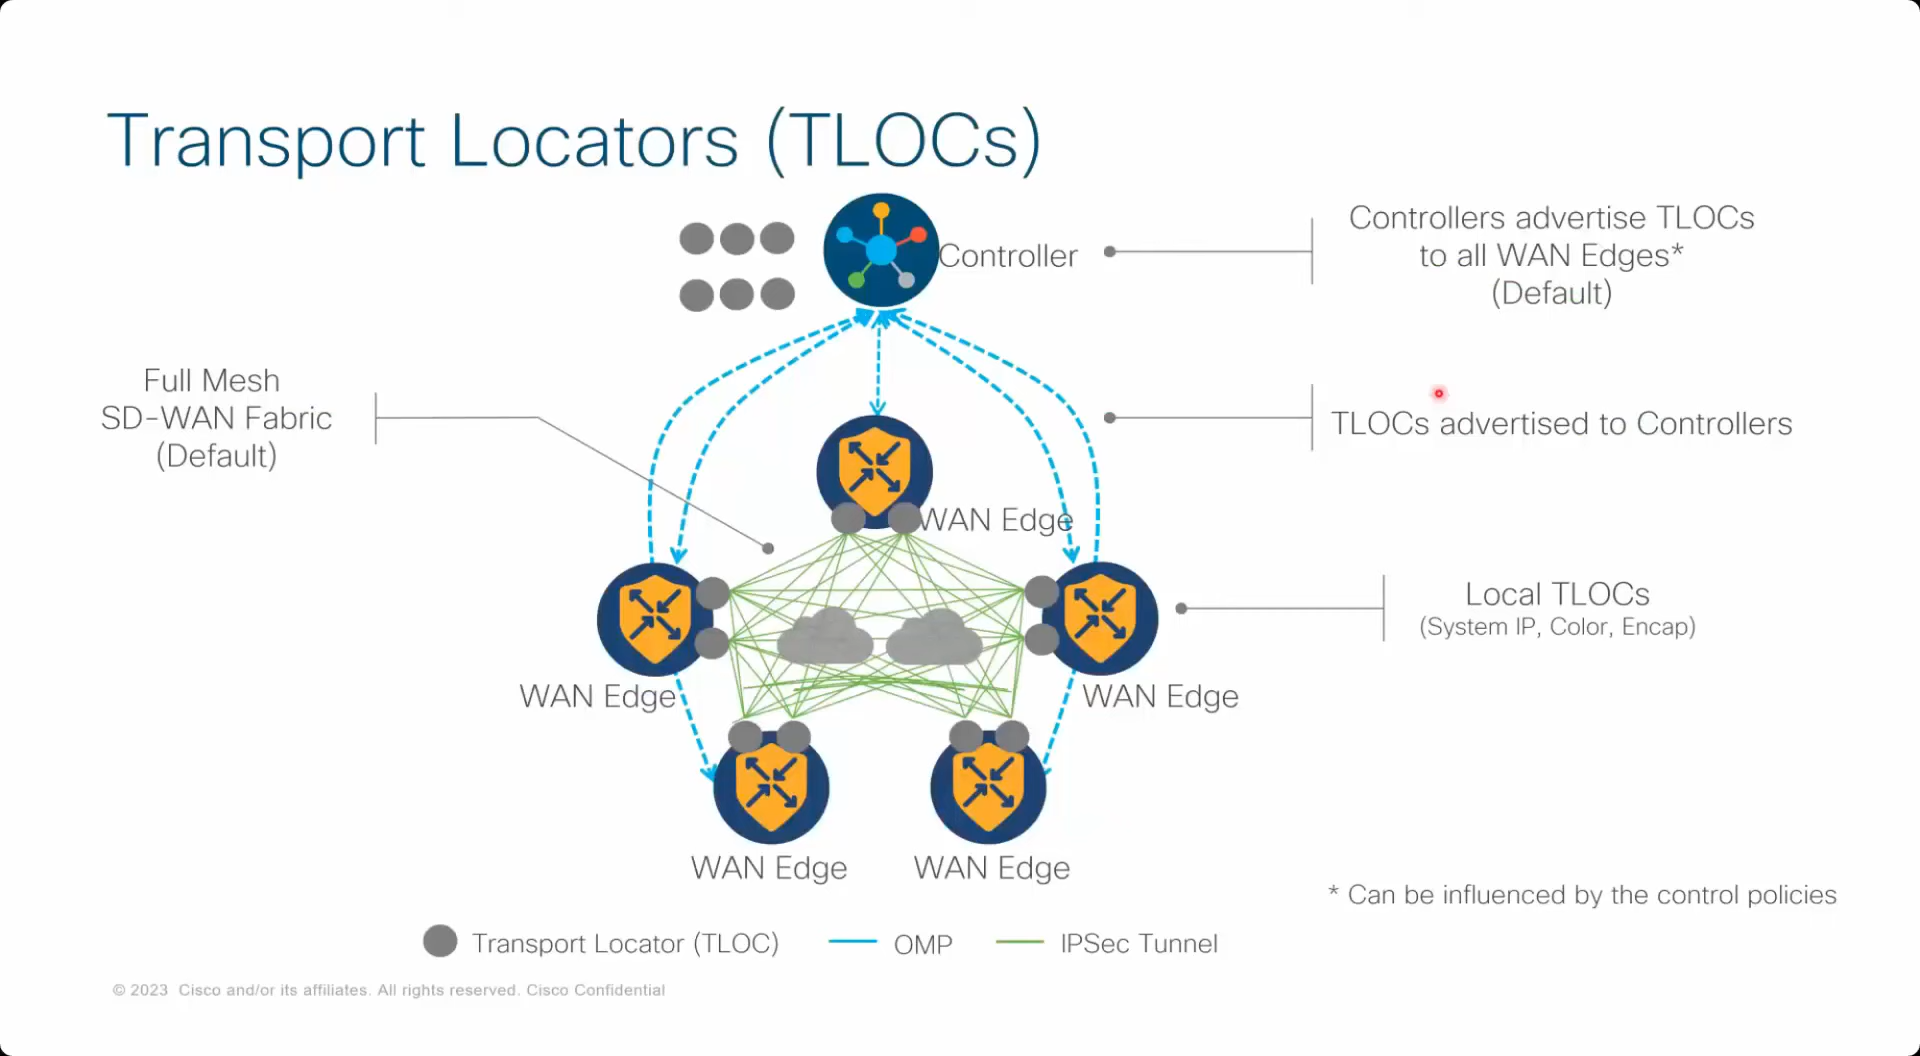 Transport Locators (TLOCs)
Controller
Controllers advertise TLOCs
to all WAN Edges*
(Default)
Full Mesh
SD-WAN Fabric
(Default)
TLOCs advertised to Controllers
WAN Edge
Local TLOCs
(System IP, Color, Encap)
WAN Edge
WAN Edge
WAN Edge
WAN Edge
* Can be influenced by the control policies
Transport Locator (TLOC)
OMP
IPSec Tunnel
© 2023 Cisco and/or its affiliates. All rights reserved. Cisco Confidential